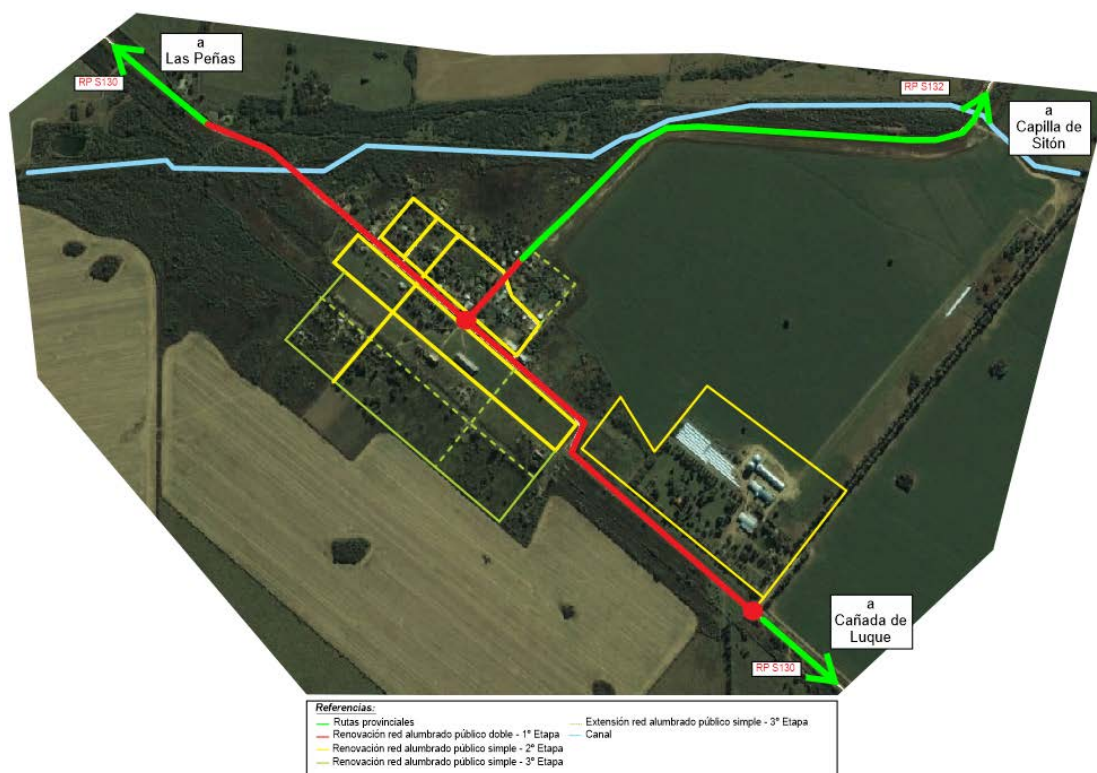 a
Las Peñas
RP S130
RP S132
a
Capilla de
Sitón
a
Cañada de
Luque
RP S130
Referencias:
Rutas provinciales
Renovación red alumbrado público doble - 1° Etapa
Renovación red alumbrado público simple - 2° Etapa
Renovación red alumbrado público simple - 3° Etapa
Extensión red alumbrado público simple - 3° Etapa
Canal